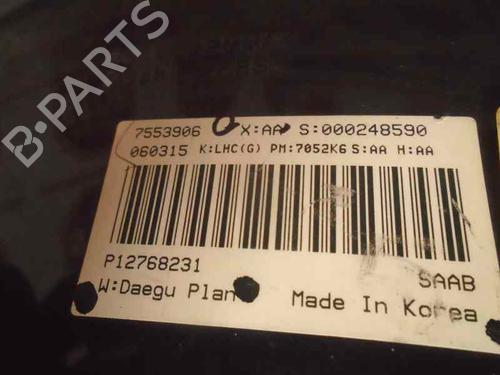 B-PARTS
7553906 X:AA S:000248590
060315 K:LHC(G) PM:7052K6 S:AA H:AA
P12768231 SAAB
W:Daegu Plan Made In Korea